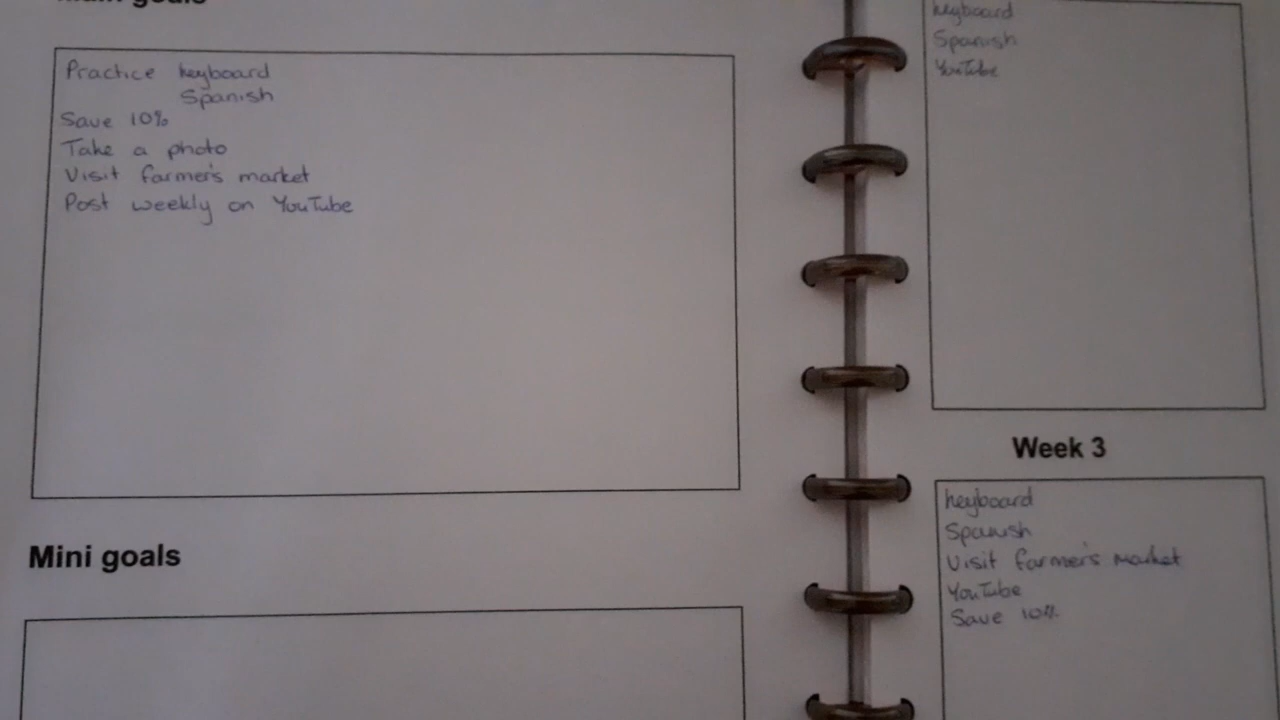 Main goals
Practice keyboard
Spanish
Save 10%
Take a photo
Visit farmer's market
Post weekly on YouTube
Mini goals
keyboard
Spanish
YouTube
Week 3
keyboard
Spanish
Visit farmer's market
YouTube
Save 10%